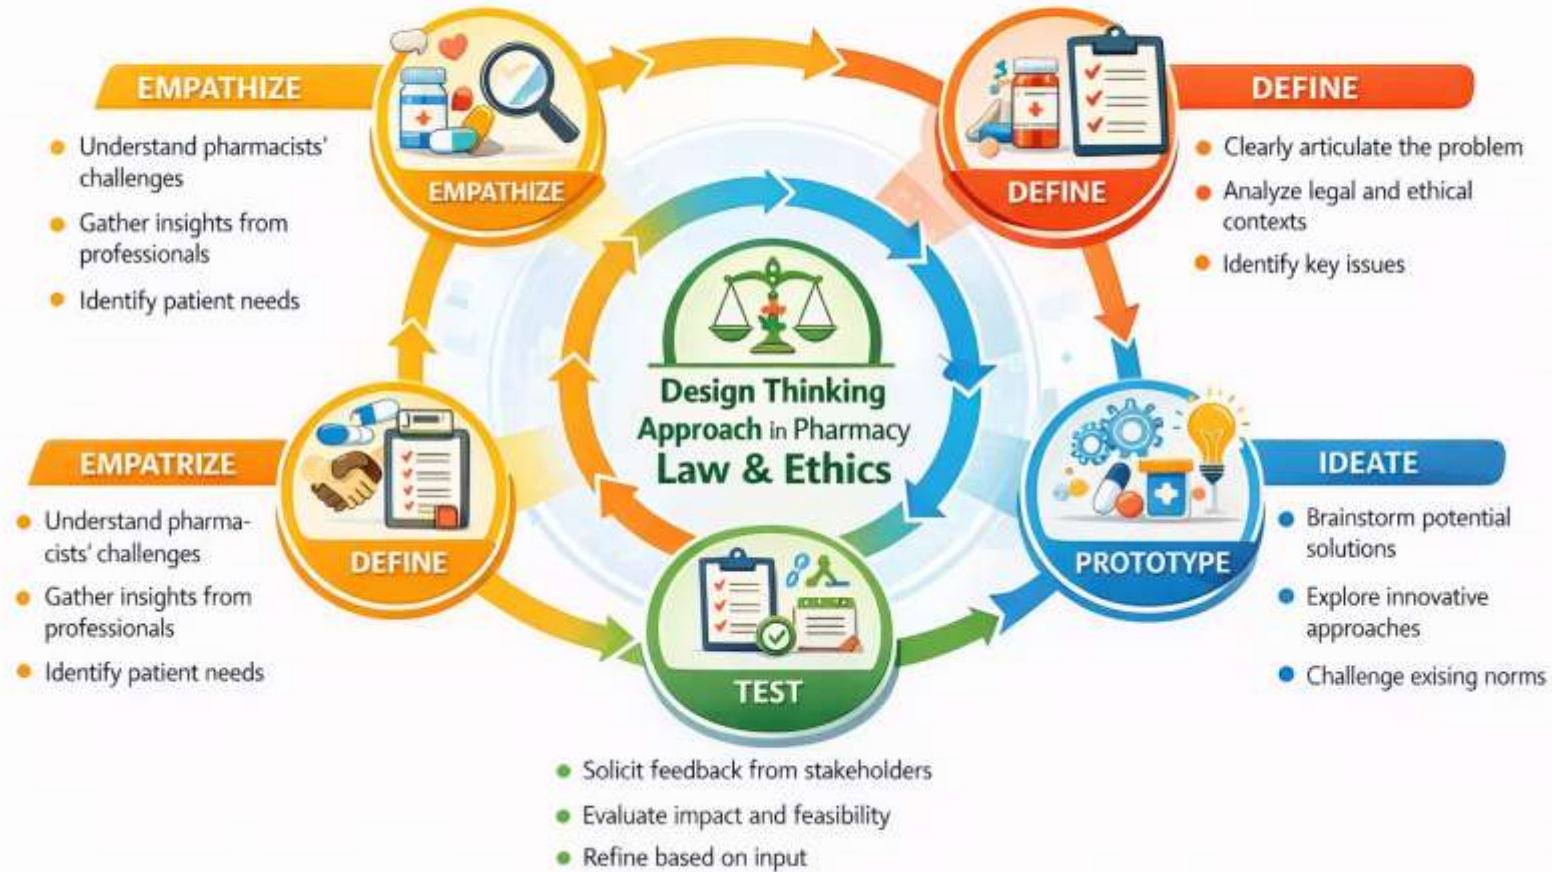 EMPATHIZE
Understand pharmacists'
challenges
Gather insights from
professionals
Identify patient needs
EMPATHIZE
DEFINE
DEFINE
Clearly articulate the problem
Analyze legal and ethical
contexts
Identify key issues
Design Thinking
Approach in Pharmacy
Law & Ethics
EMPATRIZE
Understand pharma-
cists' challenges
Gather insights from
professionals
Identify patient needs
DEFINE
PROTOTYPE
IDEATE
Brainstorm potential
solutions
Explore innovative
approaches
Challenge exising norms
TEST
Solicit feedback from stakeholders
Evaluate impact and feasibility
Refine based on input